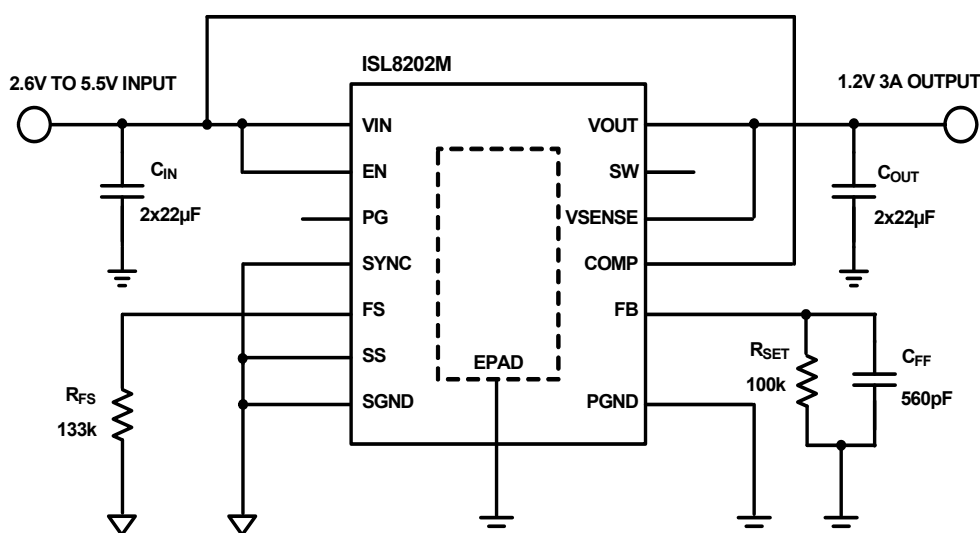 ISL8202M
2.6V TO 5.5V INPUT
1.2V 3A OUTPUT
VIN
VOUT
EN
SW
CIN
2x22µF
COUT
2x22µF
PG
VSENSE
SYNC
COMP
FS
FB
SS
EPAD
RSET
100k
CFF
560pF
RFS
133k
SGND
PGND